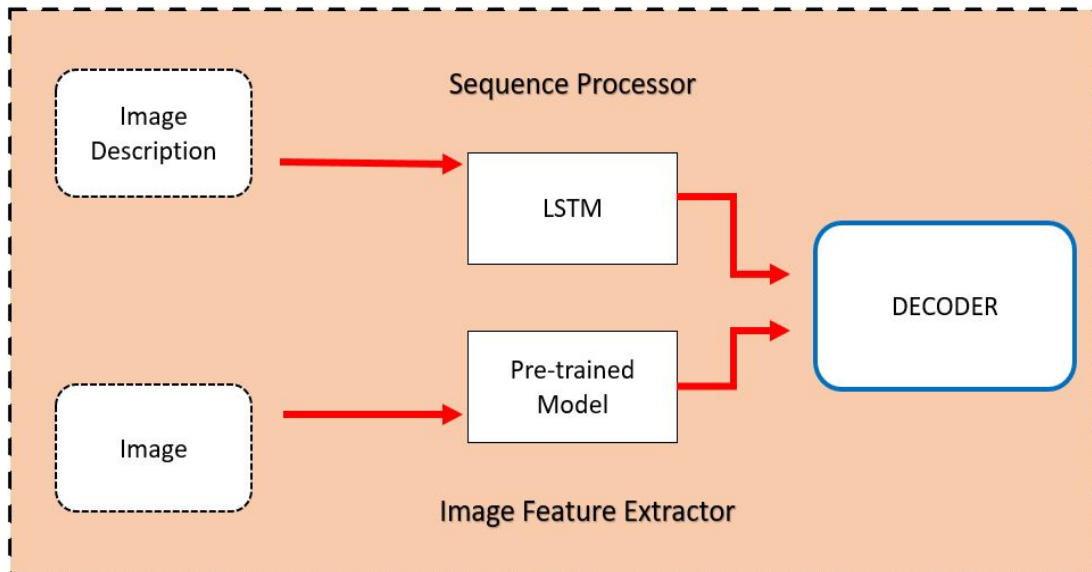 Sequence Processor
Image
Description
LSTM
DECODER
Pre-trained
Model
Image
Image Feature Extractor